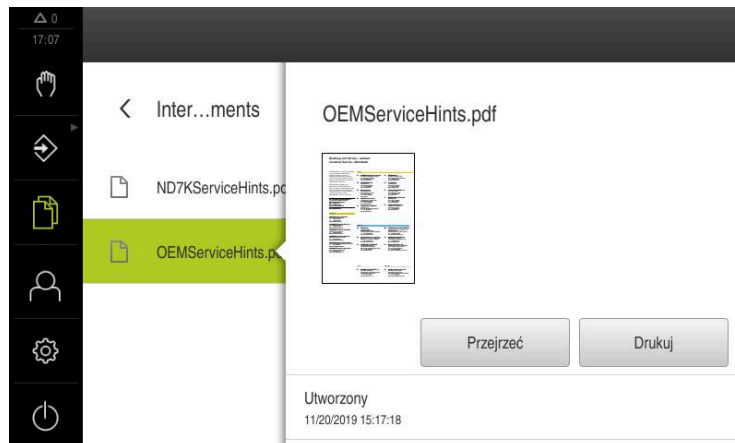 0
17:07
Inter...ments
OEMServiceHints.pdf
ND7KServiceHints.pd
OEMServiceHints.p
Przejrzeć
Drukuj
Utworzony
11/20/2019 15:17:18